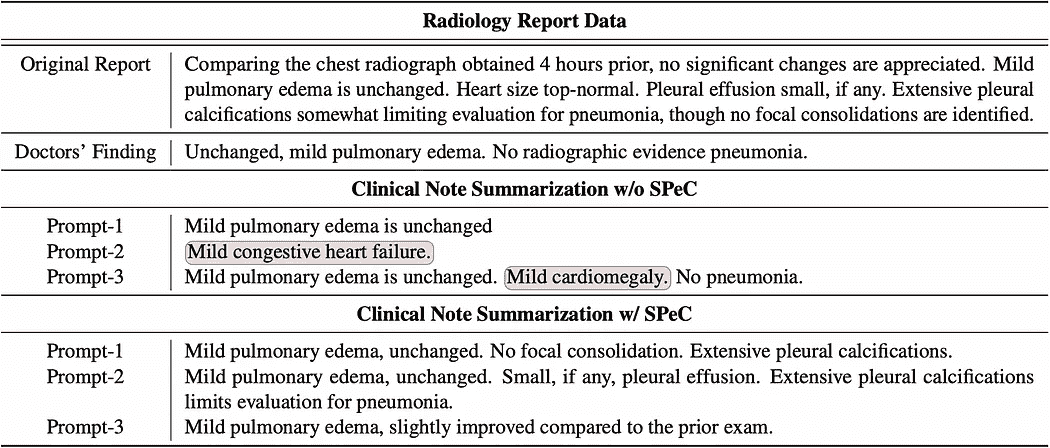 Radiology Report Data
Original Report
Comparing the chest radiograph obtained 4 hours prior, no significant changes are appreciated. Mild
pulmonary edema is unchanged. Heart size top-normal. Pleural effusion small, if any. Extensive pleural
calcifications somewhat limiting evaluation for pneumonia, though no focal consolidations are identified.
Doctors' Finding
Unchanged, mild pulmonary edema. No radiographic evidence pneumonia.
Clinical Note Summarization w/o SPeC
Prompt-1
Mild pulmonary edema is unchanged
Prompt-2
Mild congestive heart failure.
Prompt-3
Mild pulmonary edema is unchanged. Mild cardiomegaly. No pneumonia.
Clinical Note Summarization w/ SPeC
Prompt-1
Mild pulmonary edema, unchanged. No focal consolidation. Extensive pleural calcifications.
Prompt-2
Mild pulmonary edema, unchanged. Small, if any, pleural effusion. Extensive pleural calcifications
limits evaluation for pneumonia.
Prompt-3
Mild pulmonary edema, slightly improved compared to the prior exam.